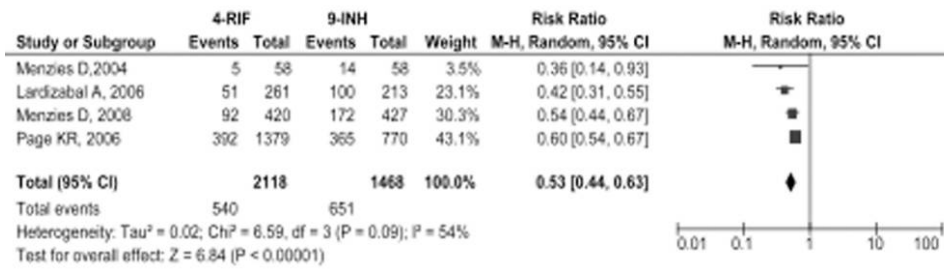 4-RIF 9-INH Risk Ratio Risk Ratio
Study or Subgroup Events Total Events Total Weight M-H, Random, 95% CI M-H, Random, 95% CI
Menzies D,2004 5 58 14 58 3.5% 0.36 [0.14, 0.93]
Lardizabal A, 2006 51 261 100 213 23.1% 0.42 [0.31, 0.55]
Menzies D, 2008 92 420 172 427 30.3% 0.54 [0.44, 0.67]
Page KR, 2006 392 1379 365 770 43.1% 0.60 [0.54, 0.67]
Total (95% CI) 2118 1468 100.0% 0.53 [0.44, 0.63]
Total events 540 651
Heterogeneity: Tau² = 0.02; Chi² = 6.59, df = 3 (P = 0.09); I² = 54%
Test for overall effect: Z = 6.84 (P < 0.00001)
0.01 0.1 1 10 100